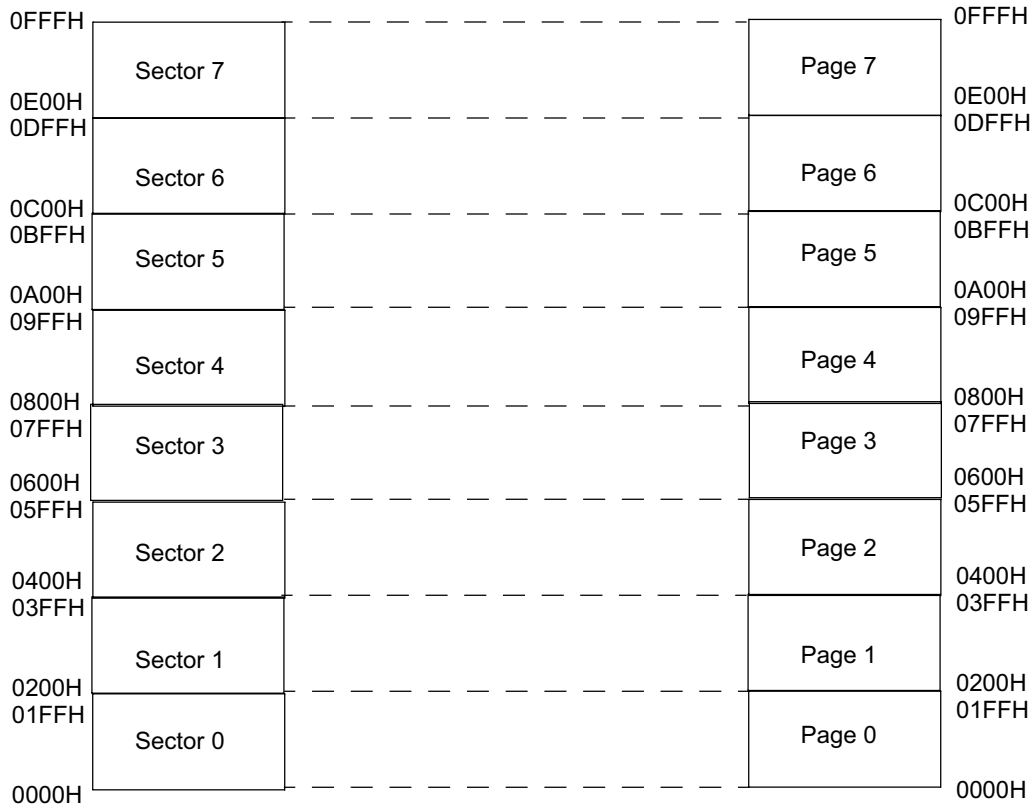 0FFFH
Sector 7
0E00H
0DFFH
Sector 6
0C00H
0BFFH
Sector 5
0A00H
09FFH
Sector 4
0800H
07FFH
Sector 3
0600H
05FFH
Sector 2
0400H
03FFH
Sector 1
0200H
01FFH
Sector 0
0000H
0FFFH
Page 7
0E00H
0DFFH
Page 6
0C00H
0BFFH
Page 5
0A00H
09FFH
Page 4
0800H
07FFH
Page 3
0600H
05FFH
Page 2
0400H
03FFH
Page 1
0200H
01FFH
Page 0
0000H